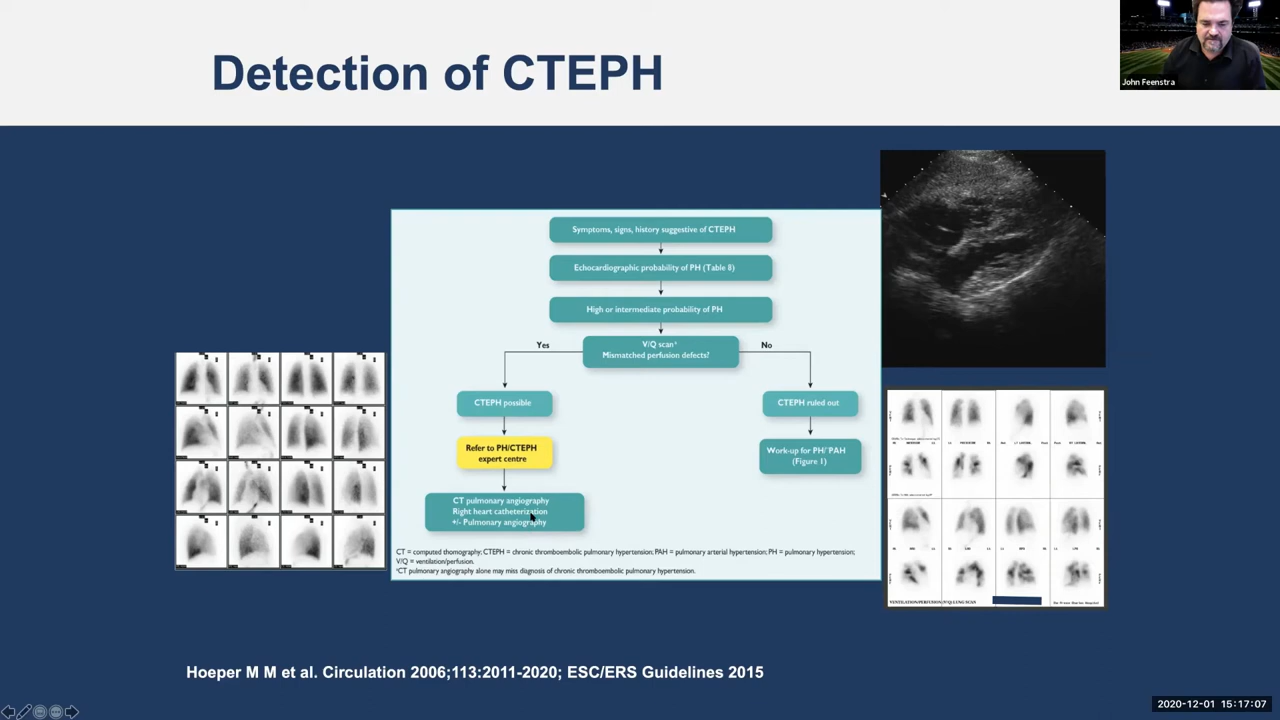 Detection of CTEPH
John Feenstra
Symptoms, signs, history suggestive of CTEPH
Echocardiographic probability of PH (Table 8)
High or intermediate probability of PH
V/Q scanᵃ
Mismatched perfusion defects?
Yes
No
CTEPH possible
CTEPH ruled out
Refer to PH/CTEPH
expert centre
Work-up for PH/ PAH
(Figure 1)
CT pulmonary angiography
Right heart catheterization
+/- Pulmonary angiography
CT = computed thomography; CTEPH = chronic thromboembolic pulmonary hypertension; PAH = pulmonary arterial hypertension; PH = pulmonary hypertension;
V/Q = ventilation/perfusion.
ᵃCT pulmonary angiography alone may miss diagnosis of chronic thromboembolic pulmonary hypertension.
VENTILATION/PERFUSION LUNG SCAN
Hoeper M M et al. Circulation 2006;113:2011-2020; ESC/ERS Guidelines 2015
2020-12-01 15:17:07